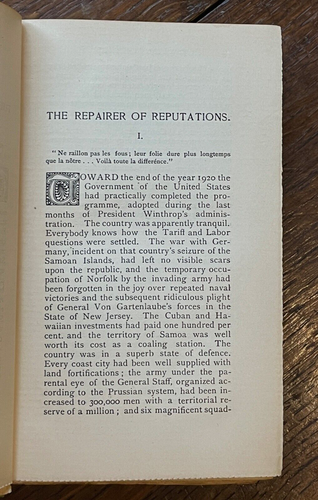 THE REPAIRER OF REPUTATIONS.
I.
"Ne raillon pas les fous; leur folie dure plus longtemps
que la nôtre... Voilà toute la différence."
TOWARD the end of the year 1920 the
Government of the United States
had practically completed the pro-
gramme, adopted during the last
months of President Winthrop's adminis-
tration. The country was apparently tranquil.
Everybody knows how the Tariff and Labor
questions were settled. The war with Ger-
many, incident on that country's seizure of the
Samoan Islands, had left no visible scars
upon the republic, and the temporary occu-
pation of Norfolk by the invading army had
been forgotten in the joy over repeated naval
victories and the subsequent ridiculous plight
of General Von Gartenlaube's forces in the
State of New Jersey. The Cuban and Ha-
waiian investments had paid one hundred per
cent. and the territory of Samoa was well
worth its cost as a coaling station. The
country was in a superb state of defence.
Every coast city had been well supplied with
land fortifications; the army under the pa-
rental eye of the General Staff, organized ac-
cording to the Prussian system, had been in-
creased to 300,000 men with a territorial re-
serve of a million; and six magnificent squad-